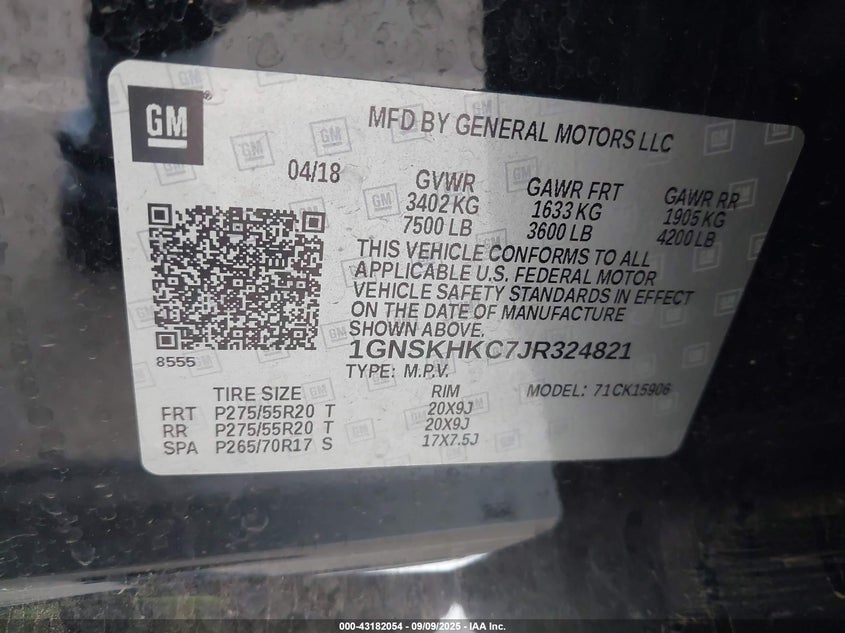 GM
®
MFD BY GENERAL MOTORS LLC
04/18
GVWR
3402 KG
7500 LB
GAWR FRT
1633 KG
3600 LB
GAWR RR
1905 KG
4200 LB
THIS VEHICLE CONFORMS TO ALL
APPLICABLE U.S. FEDERAL MOTOR
VEHICLE SAFETY STANDARDS IN EFFECT
ON THE DATE OF MANUFACTURE
SHOWN ABOVE.
8555
1GNSKHKC7JR324821
TYPE: M.P.V.
MODEL: 71CK15906
TIRE SIZE RIM
FRT P275/55R20 T 20X9J
RR P275/55R20 T 20X9J
SPA P265/70R17 S 17X7.5J
000-43182054 - 09/09/2025 - IAA Inc.